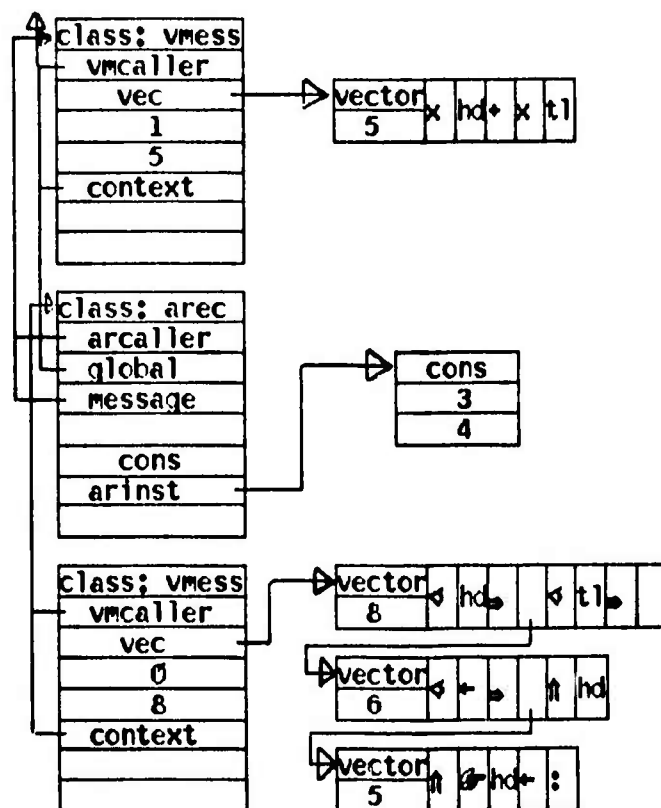 class: vmess
vmcaller
vec
1
5
context
vector
5
x hd + x tl
class: arec
arcaller
global
message
cons
arinst
cons
3
4
class: vmess
vmcaller
vec
0
8
context
vector
8
◁ hd ⇒ ◁ tl ⇒
vector
6
◁ ← ⇒ ⇑ hd
vector
5
⇑ ☞ hd ← :